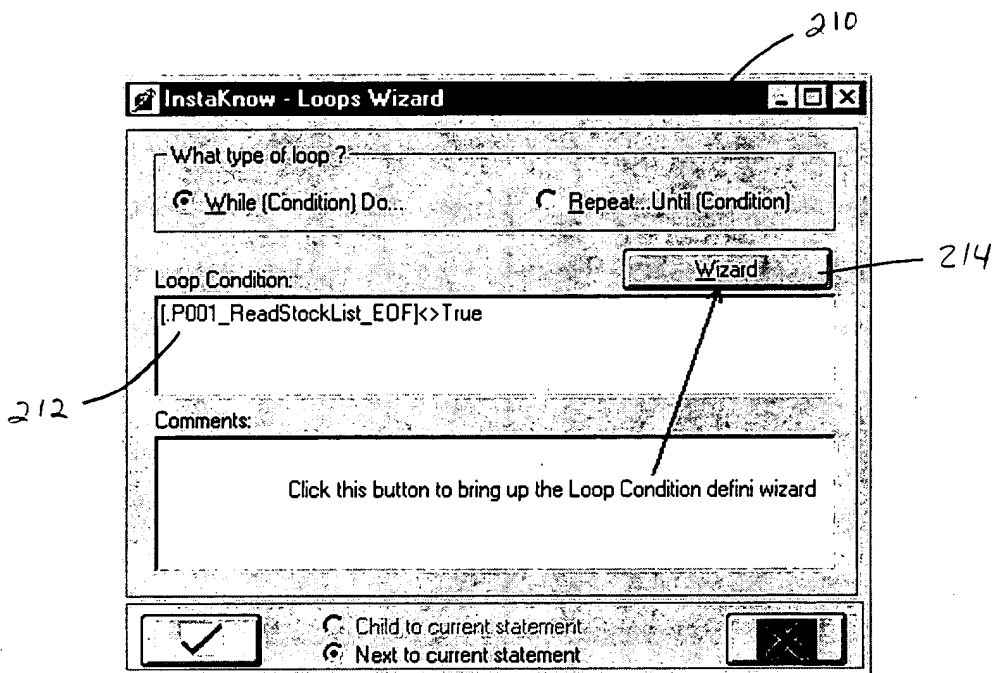 210
InstaKnow - Loops Wizard
What type of loop ?
While (Condition) Do...
Repeat...Until (Condition)
Wizard
214
Loop Condition:
[.P001_ReadStockList_EOF]<>True
212
Comments:
Click this button to bring up the Loop Condition defini wizard
Child to current statement
Next to current statement